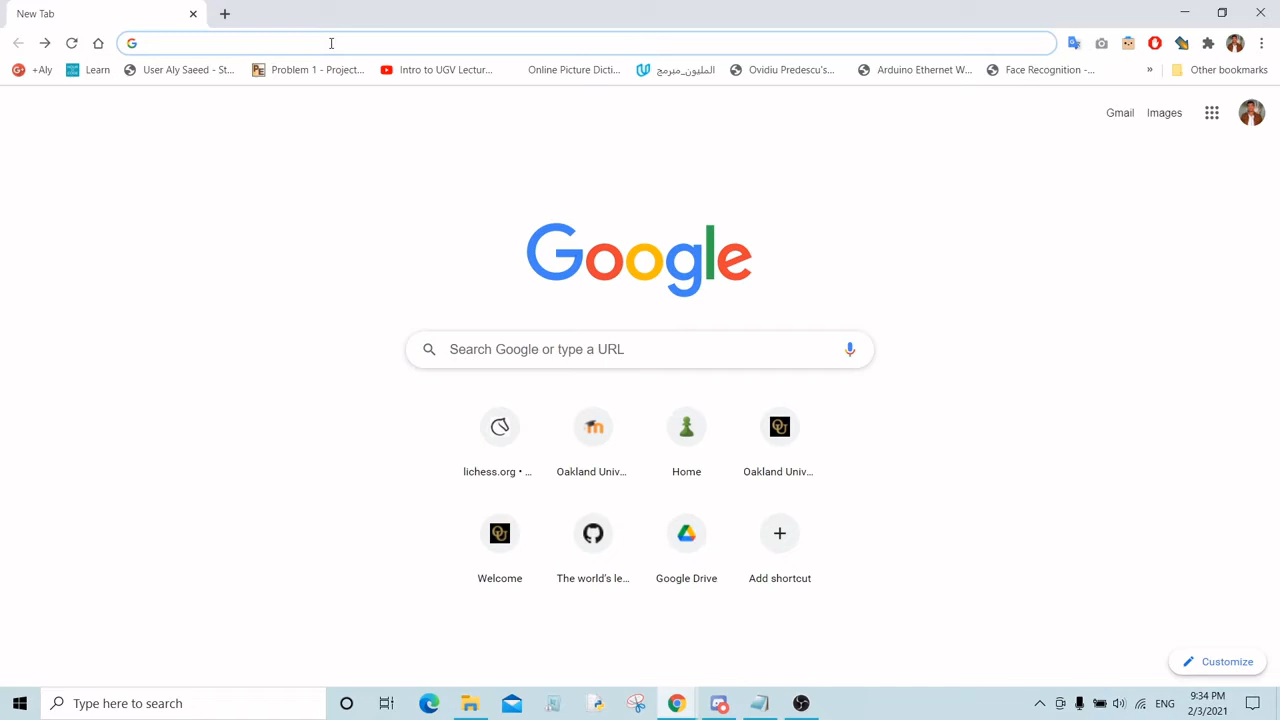 New Tab
+Aly
Learn
User Aly Saeed - St...
Problem 1 - Project...
Intro to UGV Lectur...
Online Picture Dicti...
المليون_مبرمج
Ovidiu Predescu's...
Arduino Ethernet W...
Face Recognition -...
»
Other bookmarks
Gmail
Images
Google
Search Google or type a URL
lichess.org • ...
Oakland Univ...
Home
Oakland Univ...
Welcome
The world's le...
Google Drive
Add shortcut
Customize
Type here to search
ENG
9:34 PM
2/3/2021